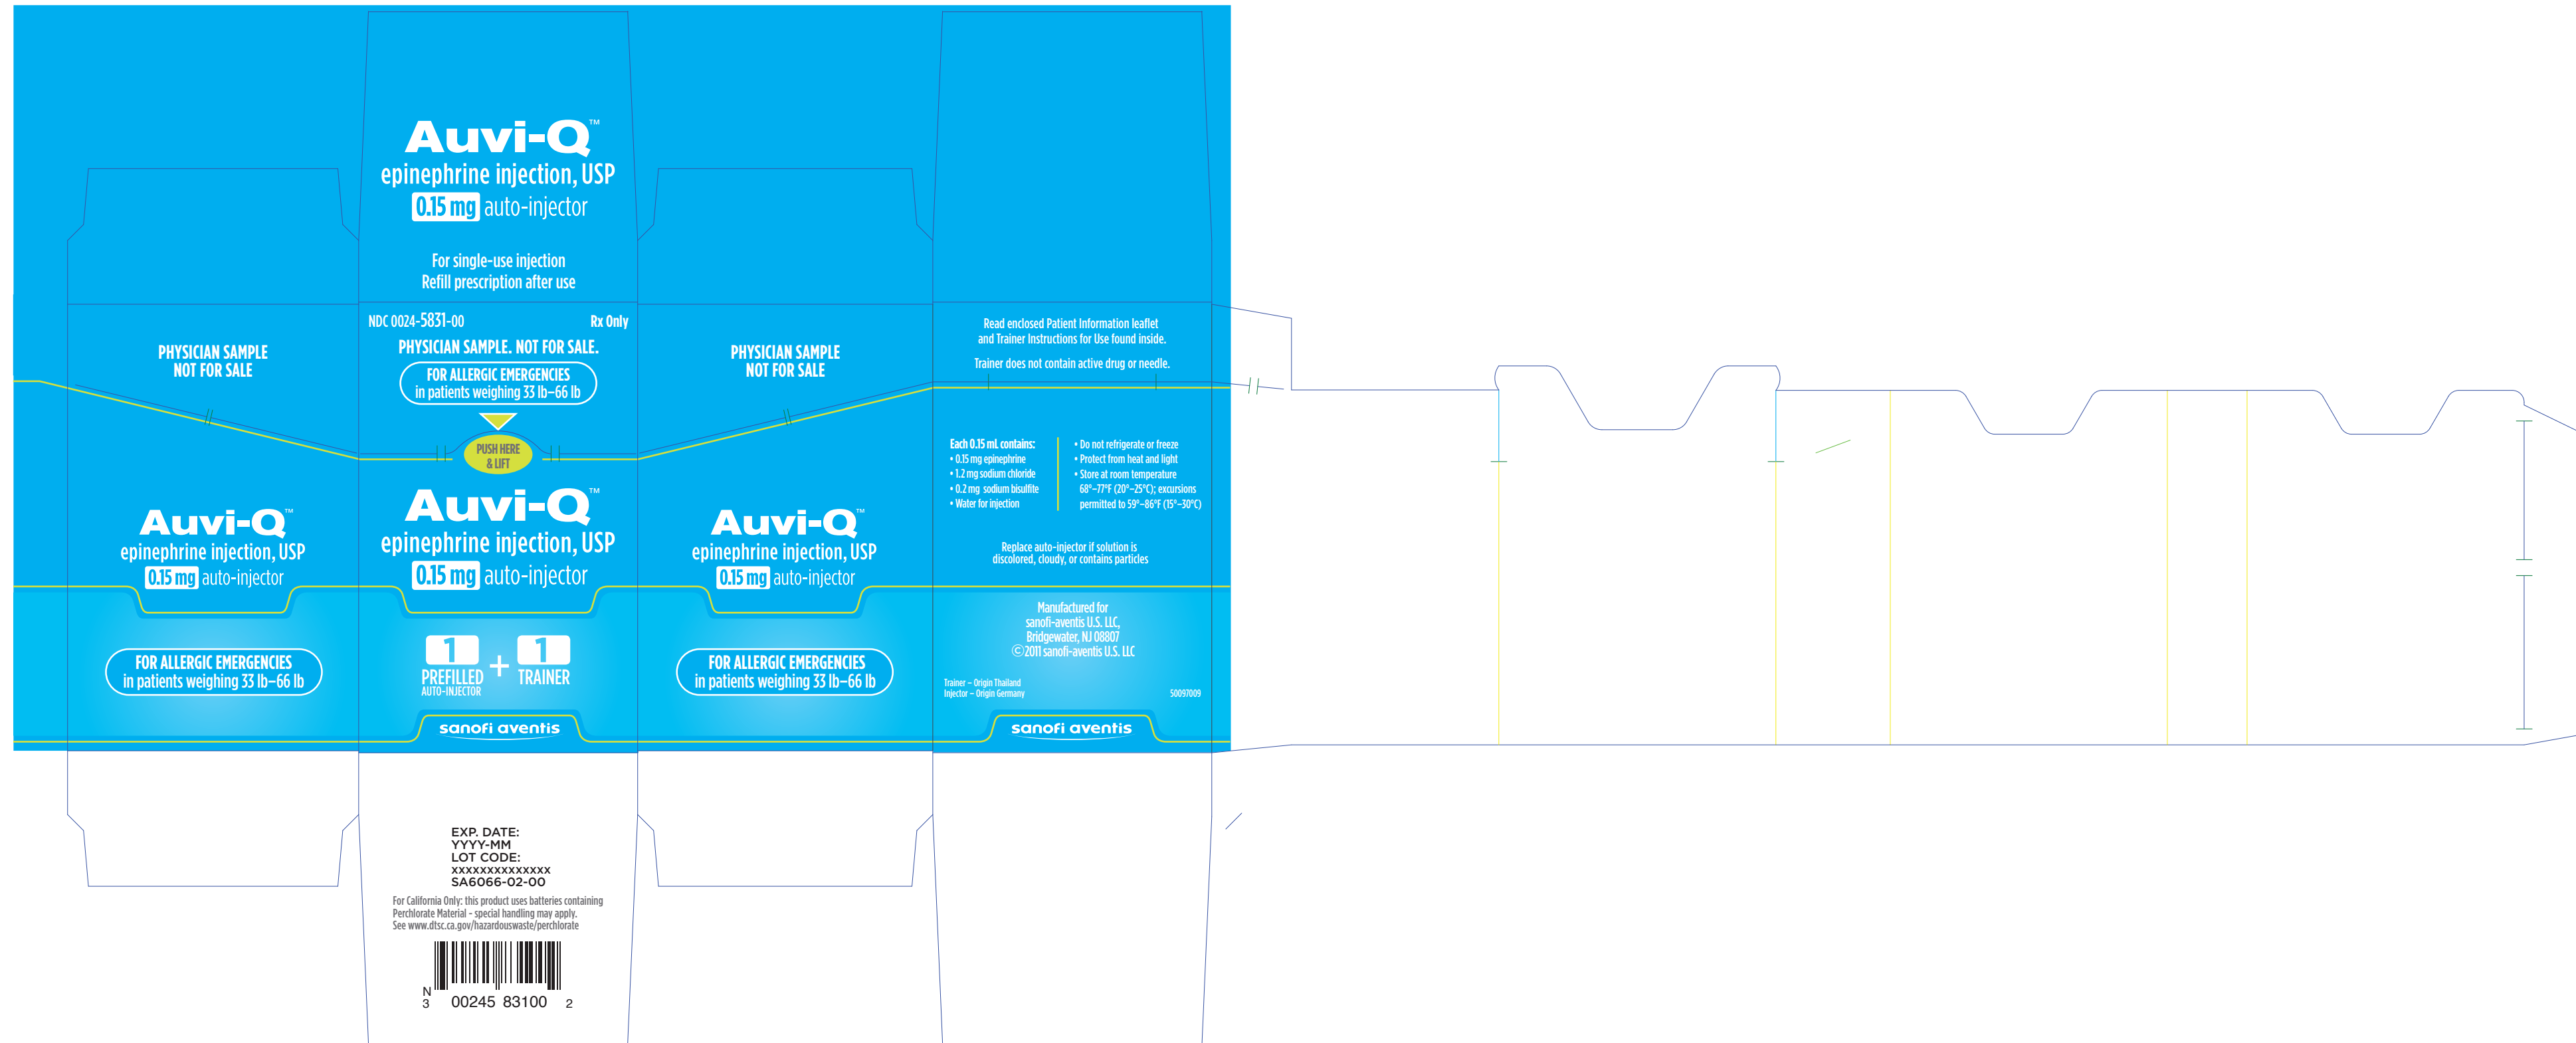 Auvi-Q™
epinephrine injection, USP
0.15 mg auto-injector
For single-use injection
Refill prescription after use
PHYSICIAN SAMPLE
NOT FOR SALE
Auvi-Q™
epinephrine injection, USP
0.15 mg auto-injector
FOR ALLERGIC EMERGENCIES
in patients weighing 33 lb–66 lb
NDC 0024-5831-00 Rx Only
PHYSICIAN SAMPLE. NOT FOR SALE.
FOR ALLERGIC EMERGENCIES
in patients weighing 33 lb–66 lb
PUSH HERE
& LIFT
Auvi-Q™
epinephrine injection, USP
0.15 mg auto-injector
1 + 1
PREFILLED TRAINER
AUTO-INJECTOR
sanofi aventis
PHYSICIAN SAMPLE
NOT FOR SALE
Auvi-Q™
epinephrine injection, USP
0.15 mg auto-injector
FOR ALLERGIC EMERGENCIES
in patients weighing 33 lb–66 lb
Read enclosed Patient Information leaflet
and Trainer Instructions for Use found inside.
Trainer does not contain active drug or needle.
Each 0.15 mL contains:
• 0.15 mg epinephrine
• 1.2 mg sodium chloride
• 0.2 mg sodium bisulfite
• Water for injection
• Do not refrigerate or freeze
• Protect from heat and light
• Store at room temperature
68°–77°F (20°–25°C); excursions
permitted to 59°–86°F (15°–30°C)
Replace auto-injector if solution is
discolored, cloudy, or contains particles
Manufactured for
sanofi-aventis U.S. LLC,
Bridgewater, NJ 08807
©2011 sanofi-aventis U.S. LLC
Trainer – Origin Thailand
Injector – Origin Germany 50097009
sanofi aventis
EXP. DATE:
YYYY-MM
LOT CODE:
xxxxxxxxxxxxxx
SA6066-02-00
For California Only: this product uses batteries containing
Perchlorate Material - special handling may apply.
See www.dtsc.ca.gov/hazardouswaste/perchlorate
N
3 00245 83100 2